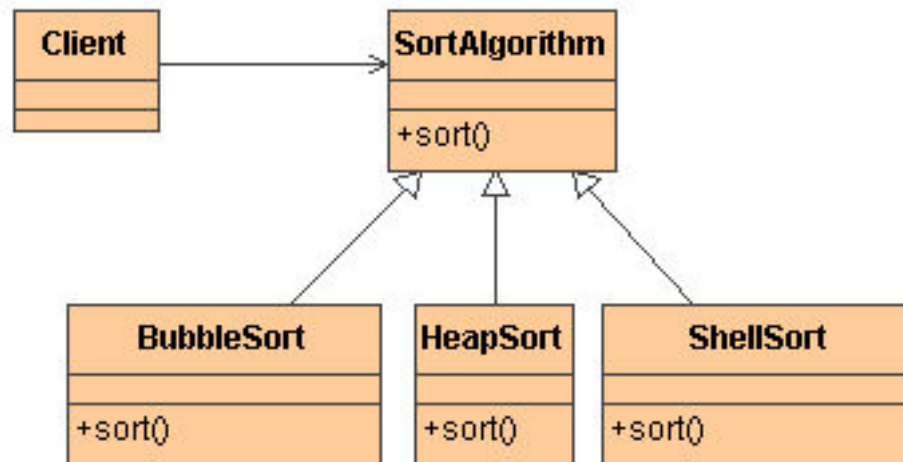 Client
SortAlgorithm
+sort()
BubbleSort
HeapSort
ShellSort
+sort()
+sort()
+sort()